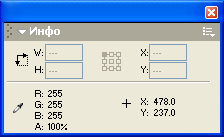 Инфо
W: --- X: ---
H: --- Y: ---
R: 255
G: 255 X: 478.0
B: 255 Y: 237.0
A: 100%